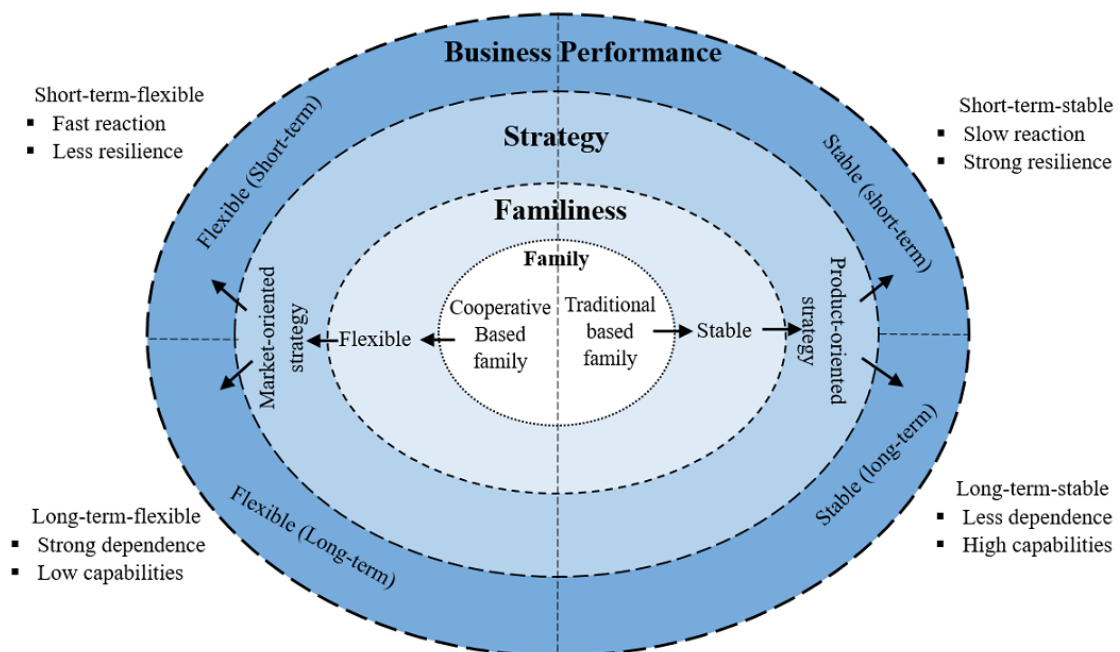 Business Performance
Strategy
Familiness
Family
Cooperative
Based
family
Traditional
based
family
Flexible
Stable
Market-oriented
strategy
Product-oriented
strategy
Flexible (Short-term)
Stable (short-term)
Flexible (Long-term)
Stable (long-term)
Short-term-flexible
▪ Fast reaction
▪ Less resilience
Short-term-stable
▪ Slow reaction
▪ Strong resilience
Long-term-flexible
▪ Strong dependence
▪ Low capabilities
Long-term-stable
▪ Less dependence
▪ High capabilities